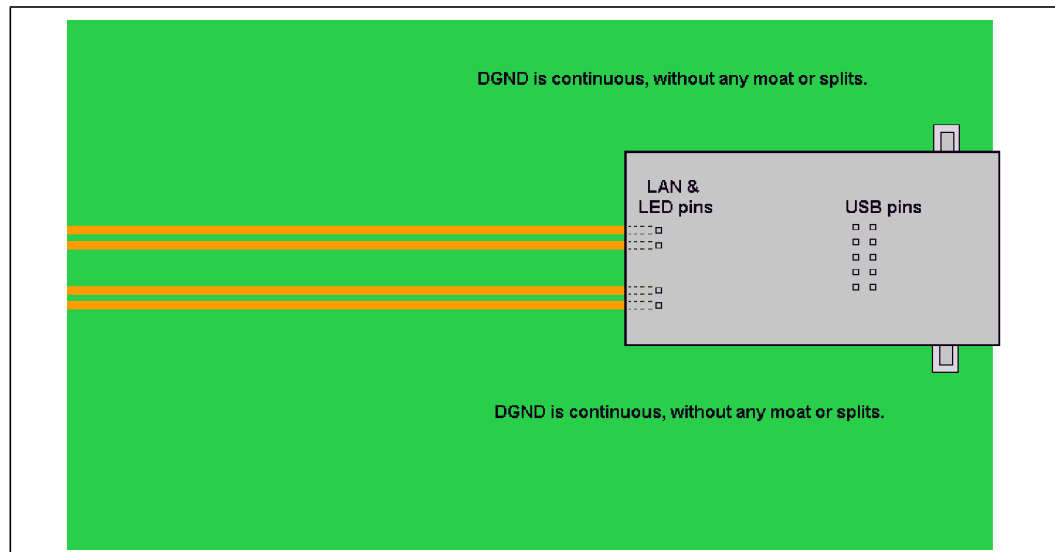 DGND is continuous, without any moat or splits.
LAN &
LED pins
USB pins
DGND is continuous, without any moat or splits.